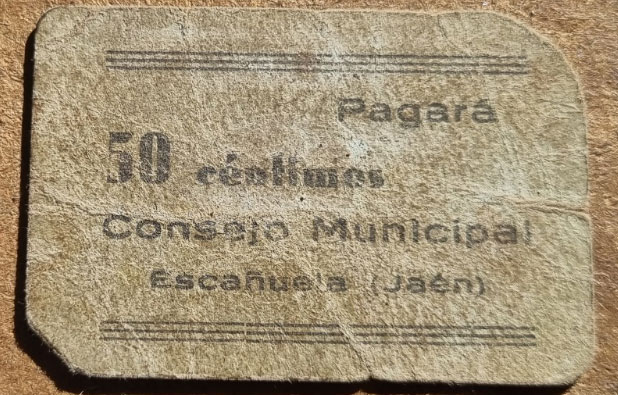 Pagará
50 céntimos
Consejo Municipal
Escañuela (Jaén)